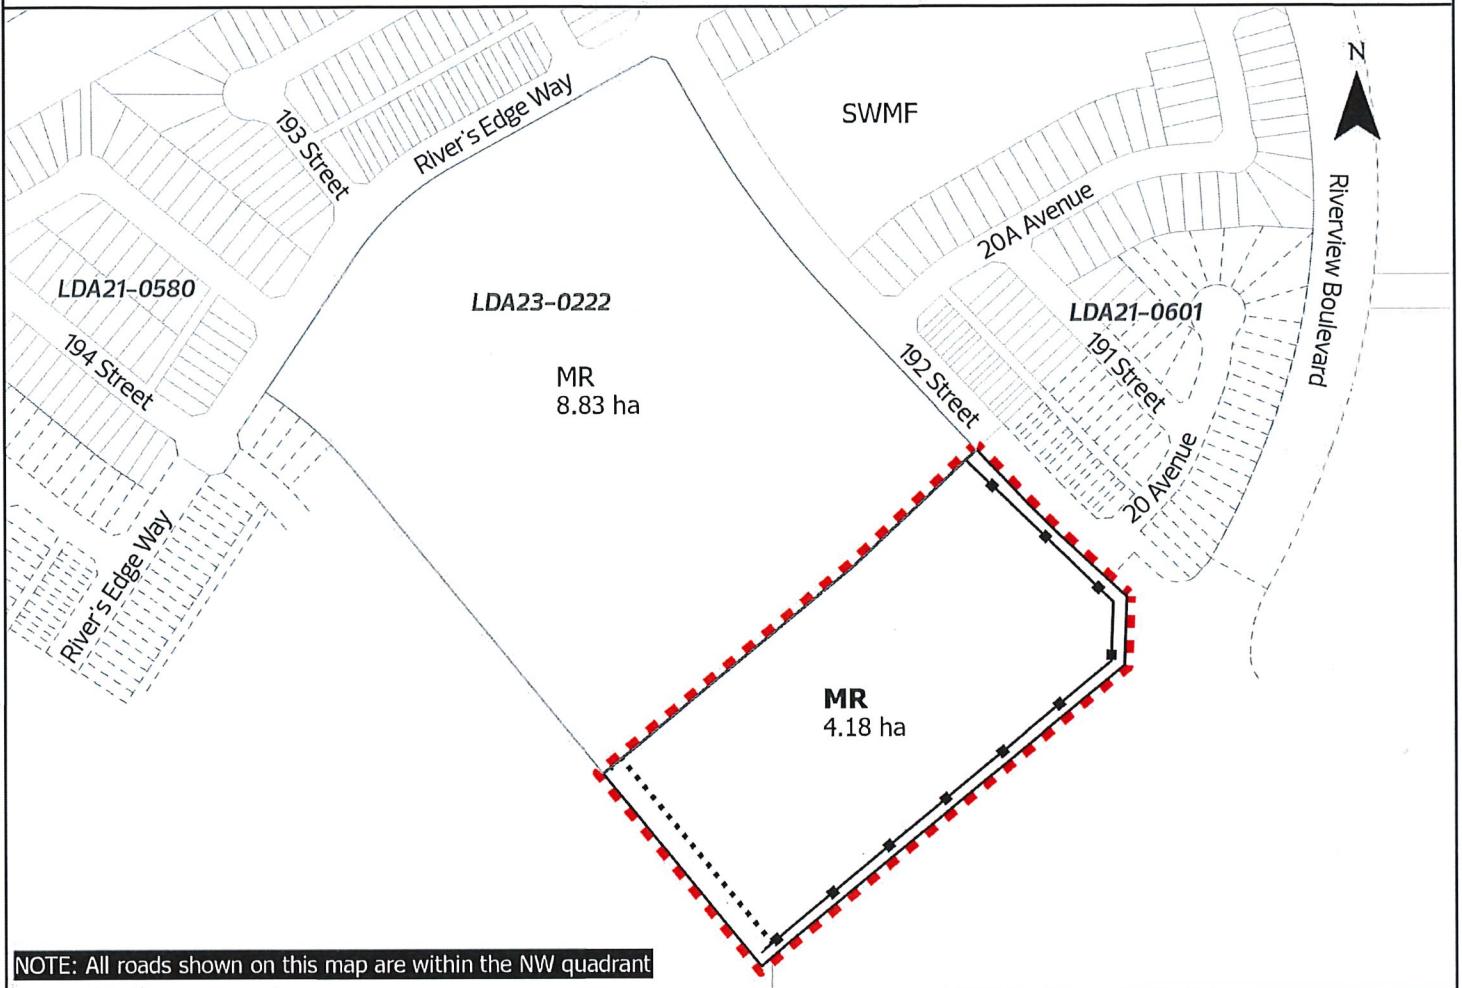 N
SWMF
193 Street
River's Edge Way
20A Avenue
Riverview Boulevard
LDA21-0580
LDA23-0222
LDA21-0601
194 Street
191 Street
192 Street
MR
8.83 ha
20 Avenue
River's Edge Way
MR
4.18 ha
NOTE: All roads shown on this map are within the NW quadrant